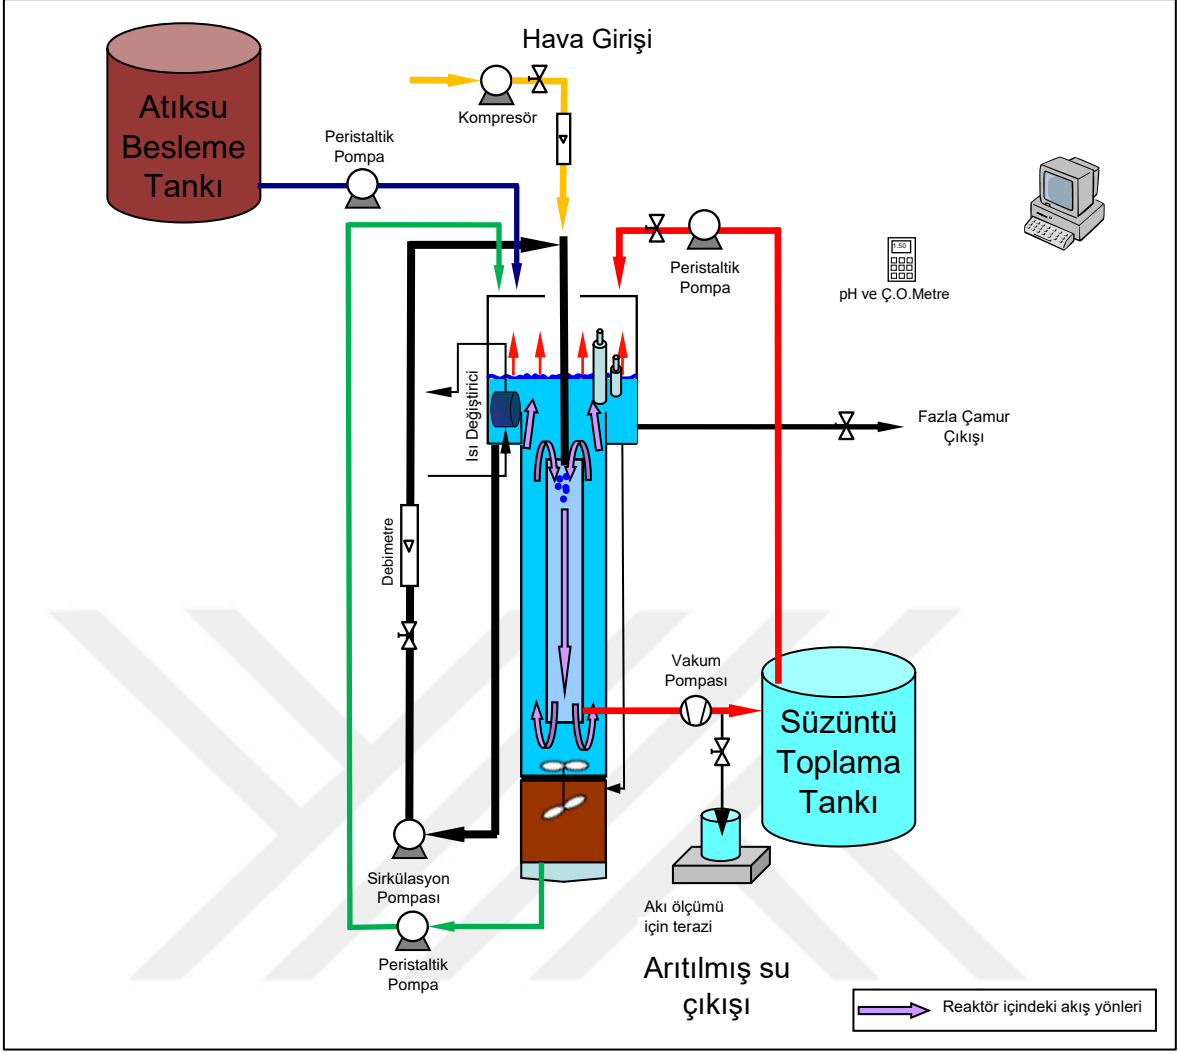 Hava Girişi
Atıksu
Besleme
Tankı
Kompresör
Peristaltik
Pompa
1.50
Peristaltik
Pompa
pH ve Ç.O.Metre
Isı Değiştirici
Fazla Çamur
Çıkışı
Debimetre
Vakum
Pompası
Süzüntü
Toplama
Tankı
Sirkülasyon
Pompası
Akı ölçümü
için terazi
Peristaltik
Pompa
Arıtılmış su
çıkışı
Reaktör içindeki akış yönleri